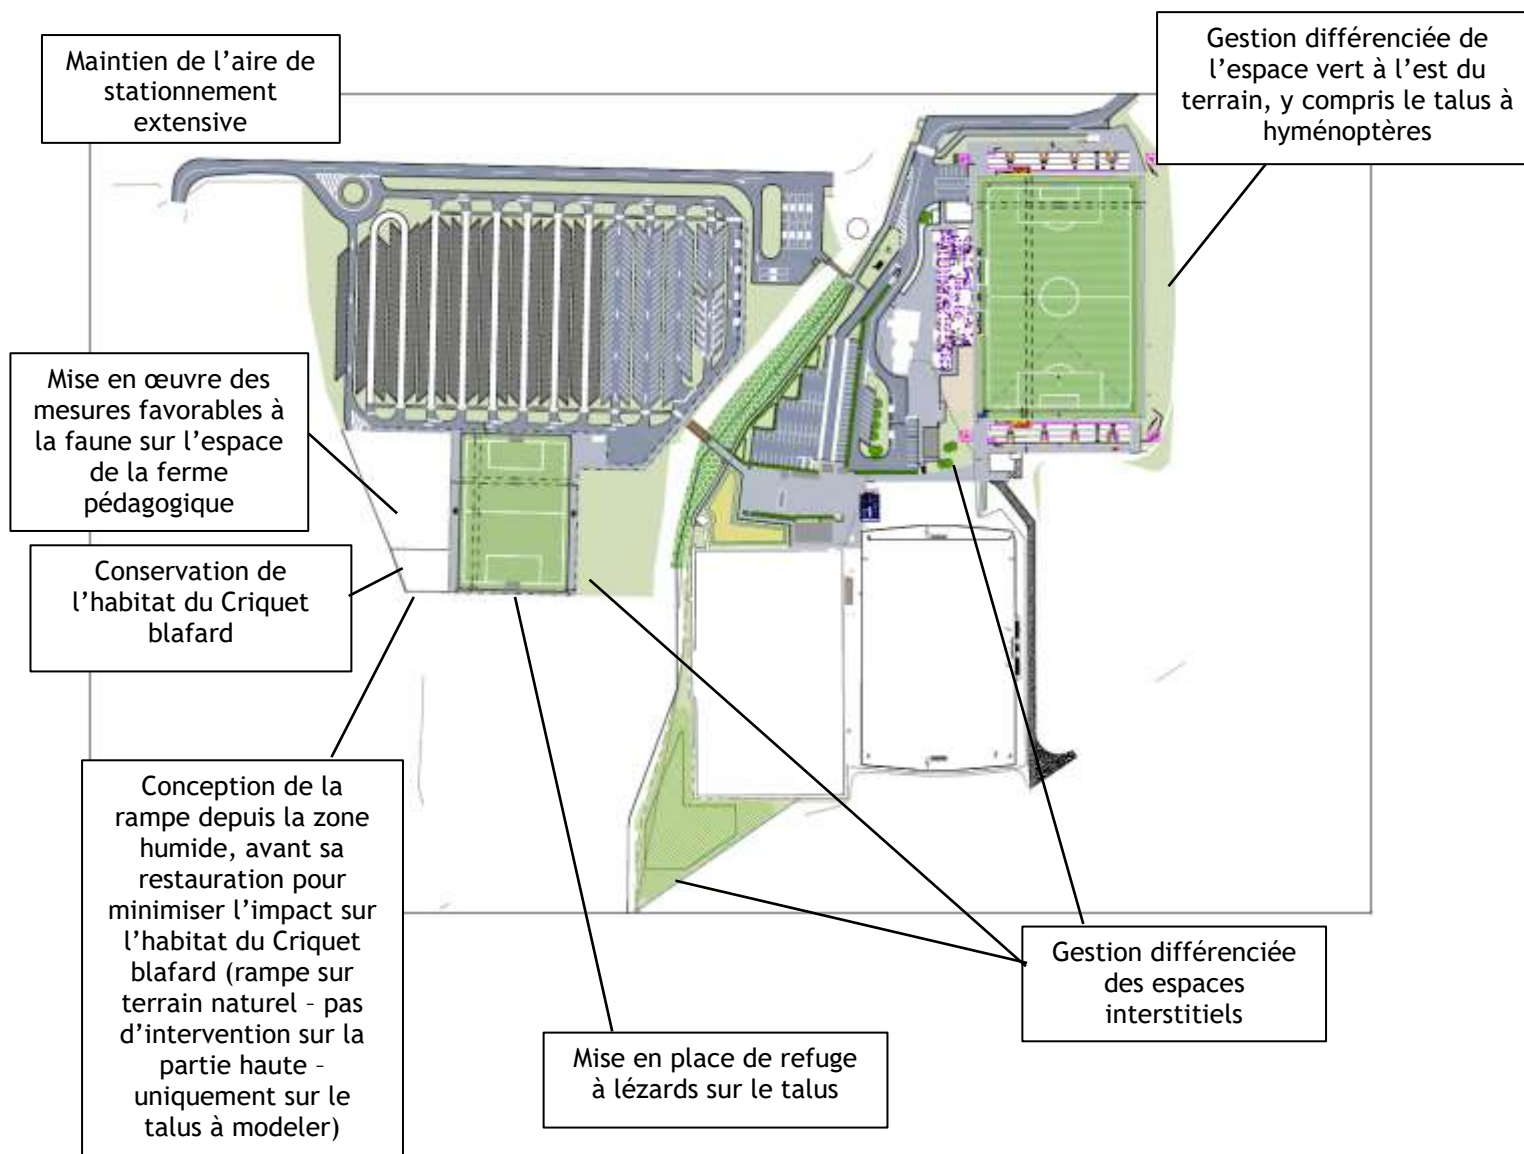 Maintien de l’aire de
stationnement
extensive
Gestion différenciée de
l’espace vert à l’est du
terrain, y compris le talus à
hyménoptères
Mise en œuvre des
mesures favorables à
la faune sur l’espace
de la ferme
pédagogique
Conservation de
l’habitat du Criquet
blafard
Conception de la
rampe depuis la zone
humide, avant sa
restauration pour
minimiser l’impact sur
l’habitat du Criquet
blafard (rampe sur
terrain naturel – pas
d’intervention sur la
partie haute –
uniquement sur le
talus à modeler)
Mise en place de refuge
à lézards sur le talus
Gestion différenciée
des espaces
interstitiels